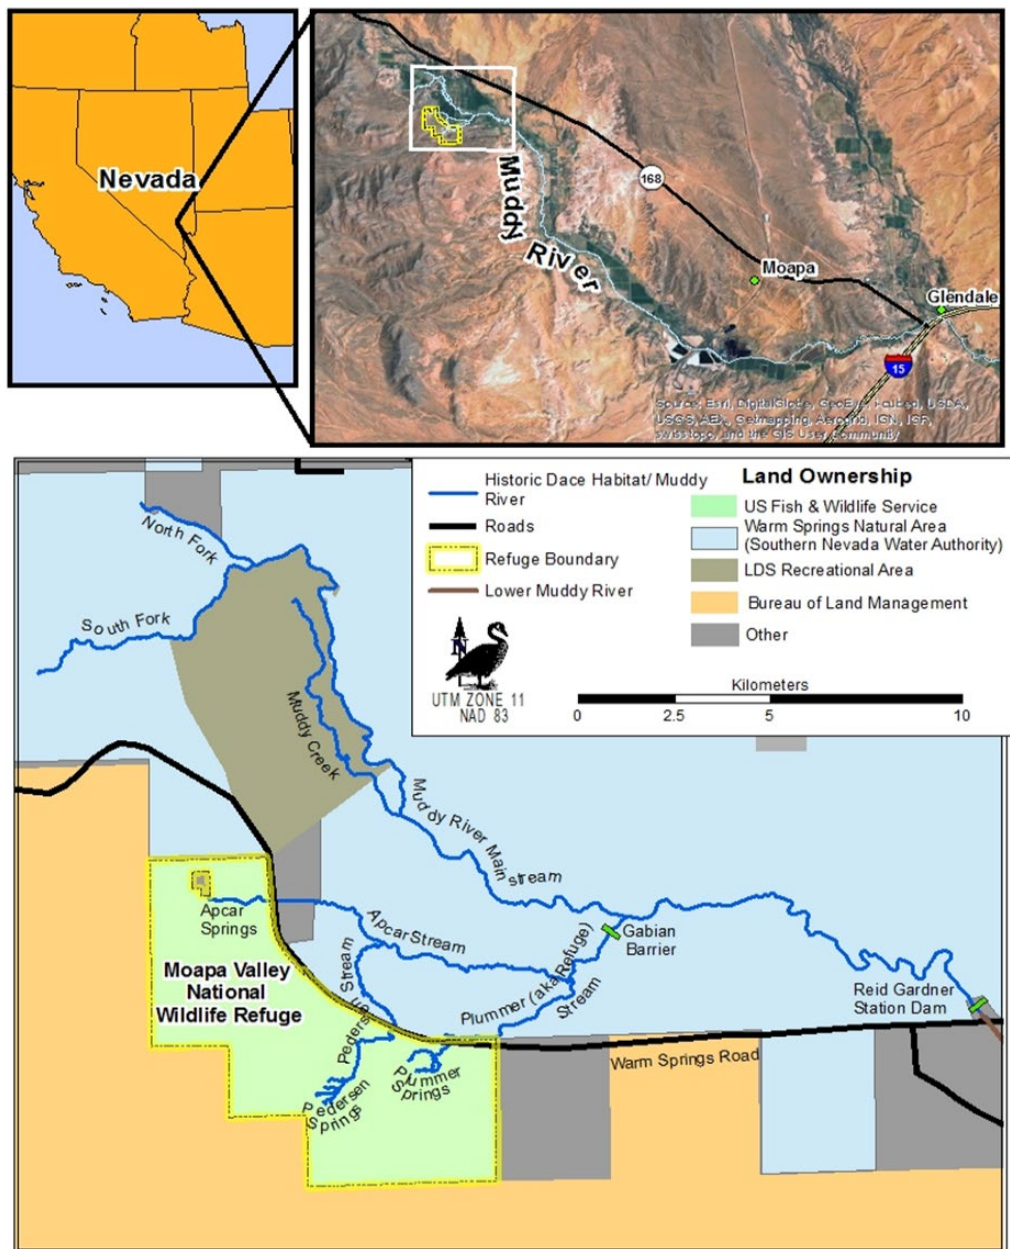 Nevada
Muddy River
168
Moapa
Glendale
15
Source: Esri, DigitalGlobe, GeoEye, i-cubed, USDA,
USGS, AEX, Getmapping, Aerogrid, IGN, IGP,
swisstopo, and the GIS User Community
Historic Dace Habitat/ Muddy
River
Roads
Refuge Boundary
Lower Muddy River
Land Ownership
US Fish & Wildlife Service
Warm Springs Natural Area
(Southern Nevada Water Authority)
LDS Recreational Area
Bureau of Land Management
Other
N
UTM ZONE 11
NAD 83
Kilometers
0 2.5 5 10
North Fork
South Fork
Muddy Creek
Muddy River Main
stream
Apcar
Springs
Apcar Stream
Gabian
Barrier
Moapa Valley
National
Wildlife Refuge
Pedersen Stream
Plummer (aka Refuge)
Stream
Reid Gardner
Station Dam
Warm Springs Road
Plummer
Springs
Pedersen
Springs